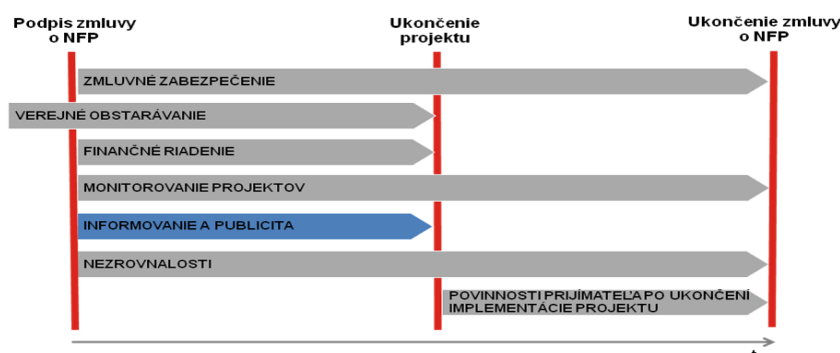 Podpis zmluvy
o NFP
Ukončenie
projektu
Ukončenie zmluvy
o NFP
ZMLUVNÉ ZABEZPEČENIE
VEREJNÉ OBSTARÁVANIE
FINANČNÉ RIADENIE
MONITOROVANIE PROJEKTOV
INFORMOVANIE A PUBLICITA
NEZROVNALOSTI
POVINNOSTI PRIJÍMATEĽA PO UKONČENÍ
IMPLEMENTÁCIE PROJEKTU
t